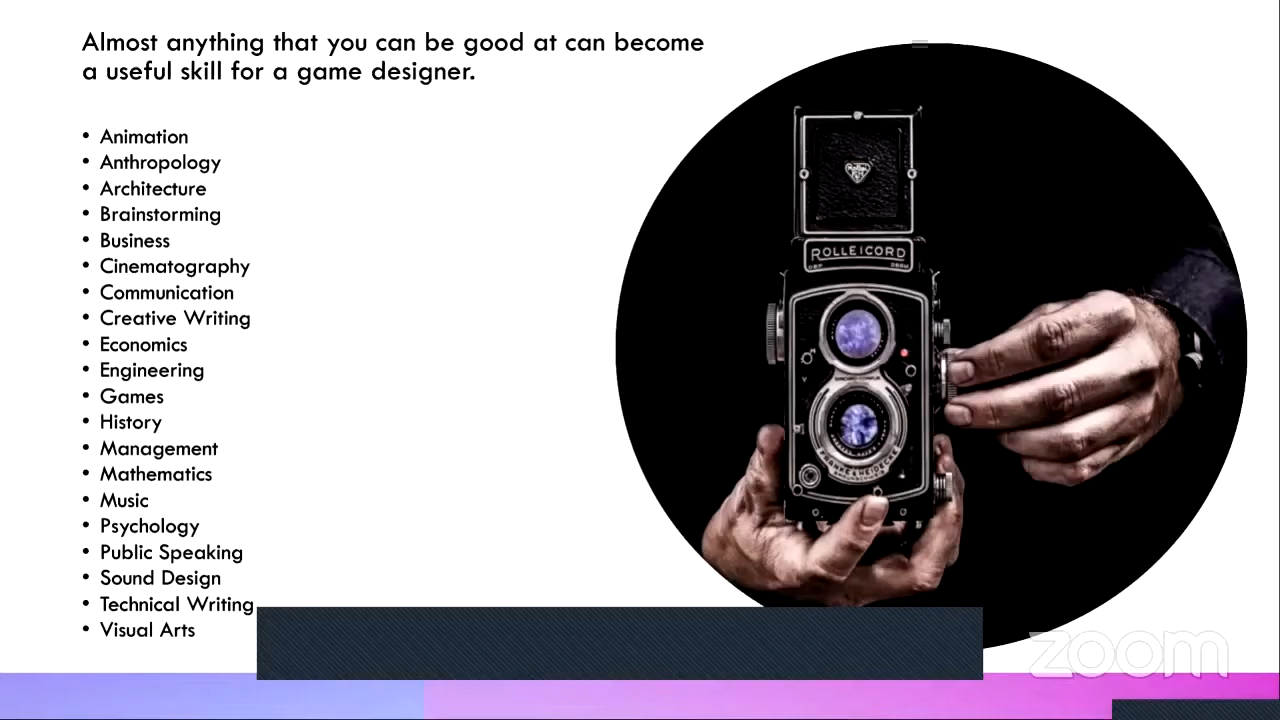 Almost anything that you can be good at can become
a useful skill for a game designer.
• Animation
• Anthropology
• Architecture
• Brainstorming
• Business
• Cinematography
• Communication
• Creative Writing
• Economics
• Engineering
• Games
• History
• Management
• Mathematics
• Music
• Psychology
• Public Speaking
• Sound Design
• Technical Writing
• Visual Arts
ROLLEICORD
FRANKE & HEIDECKE
zoom